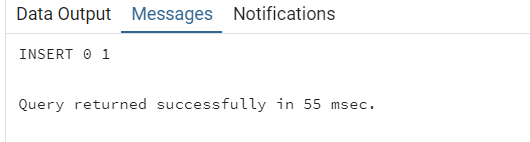 Data Output Messages Notifications
INSERT 0 1
Query returned successfully in 55 msec.